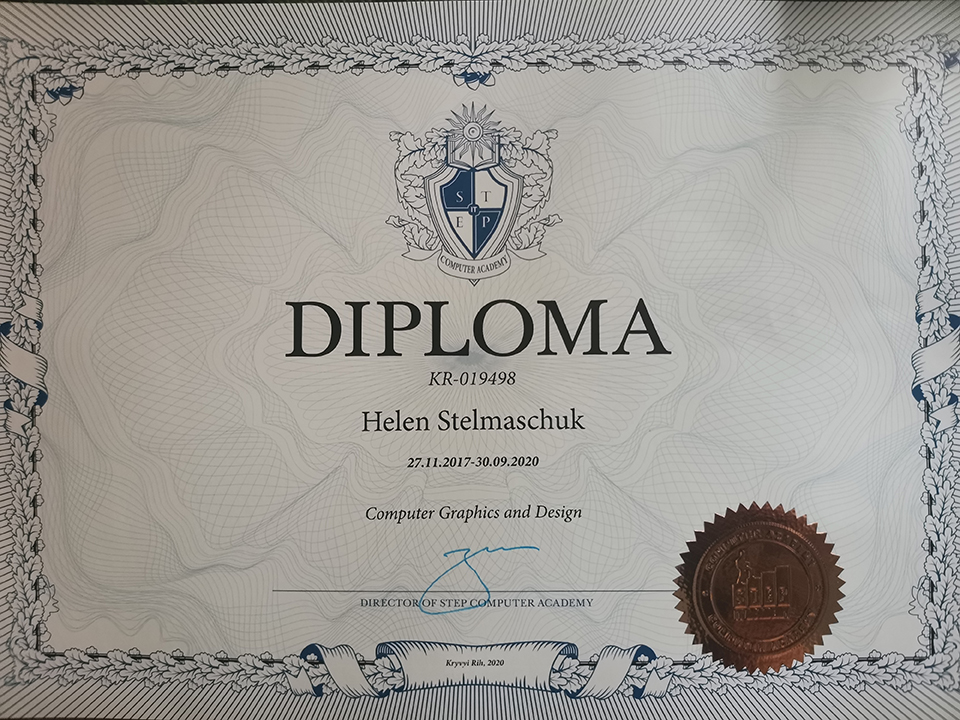 S T
IT
E P
COMPUTER ACADEMY
DIPLOMA
KR-019498
Helen Stelmaschuk
27.11.2017-30.09.2020
Computer Graphics and Design
DIRECTOR OF STEP COMPUTER ACADEMY
STEP
Kryvyi Rih, 2020